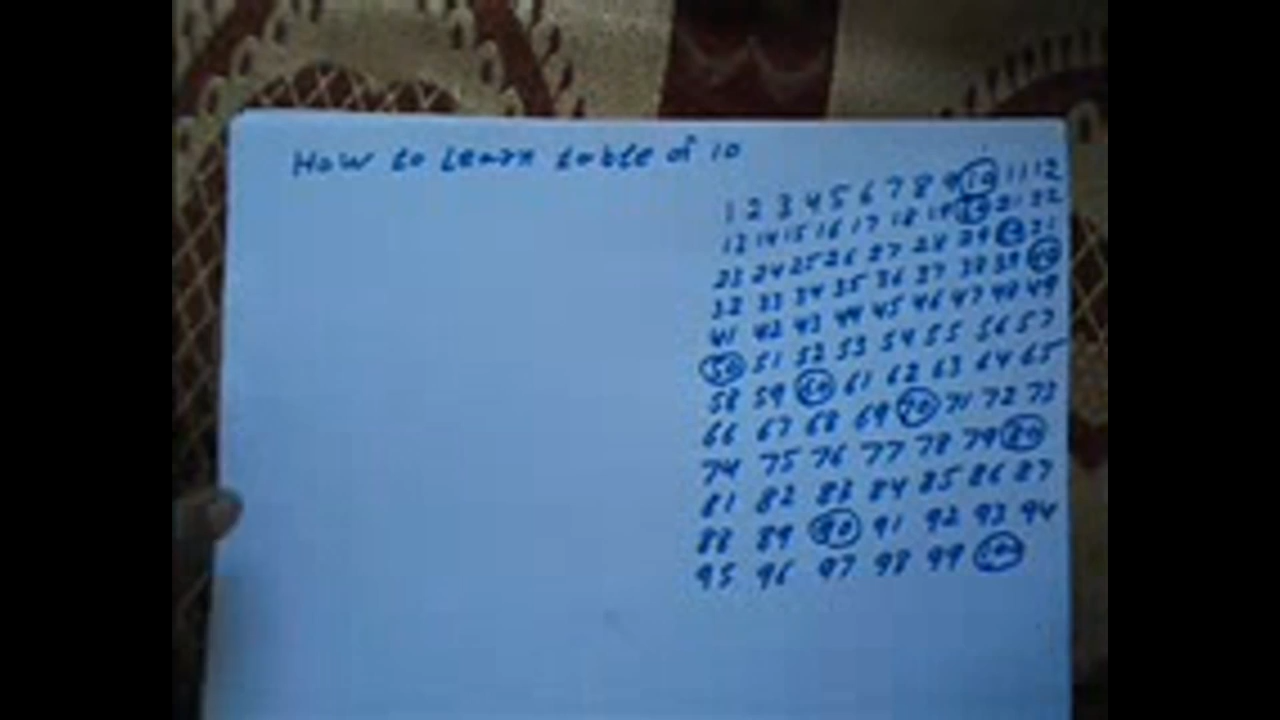 How to Learn table of 10
1 2 3 4 5 6 7 8 9 10 11 12
13 14 15 16 17 18 19 20 21 22
23 24 25 26 27 28 29 30 31
32 33 34 35 36 37 38 39 40
41 42 43 44 45 46 47 48 49
50 51 52 53 54 55 56 57
58 59 60 61 62 63 64 65
66 67 68 69 70 71 72 73
74 75 76 77 78 79 80
81 82 83 84 85 86 87
88 89 90 91 92 93 94
95 96 97 98 99 100